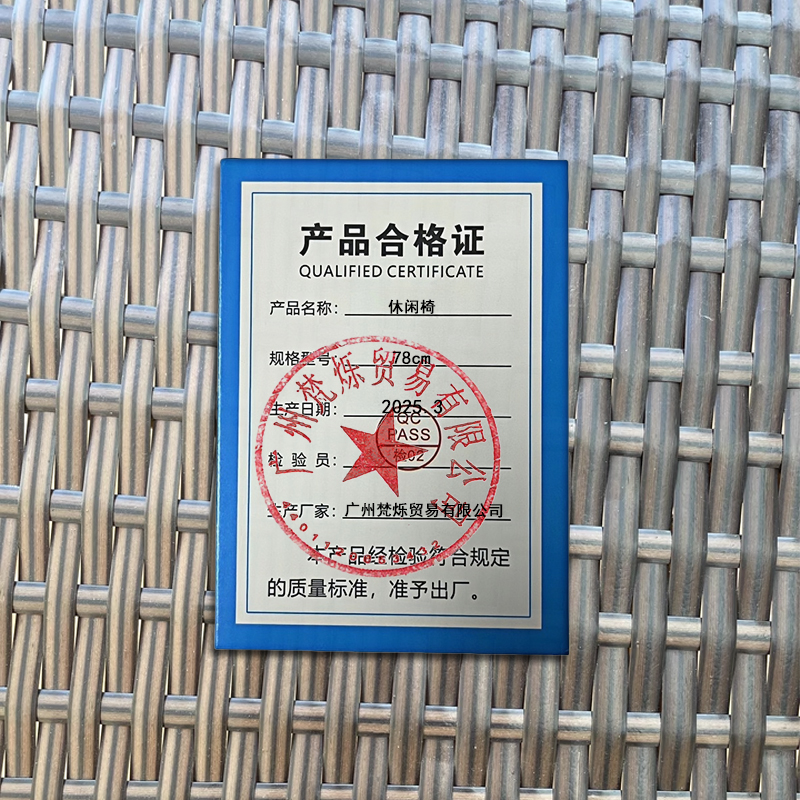 产品合格证
QUALIFIED CERTIFICATE
产品名称： 休闲椅
规格型号： 78cm
生产日期： 2025.3
QC
PASS
检验员： 检02
生产厂家： 广州梵烁贸易有限公司
本产品经检验符合规定
的质量标准，准予出厂。
广州梵烁贸易有限公司